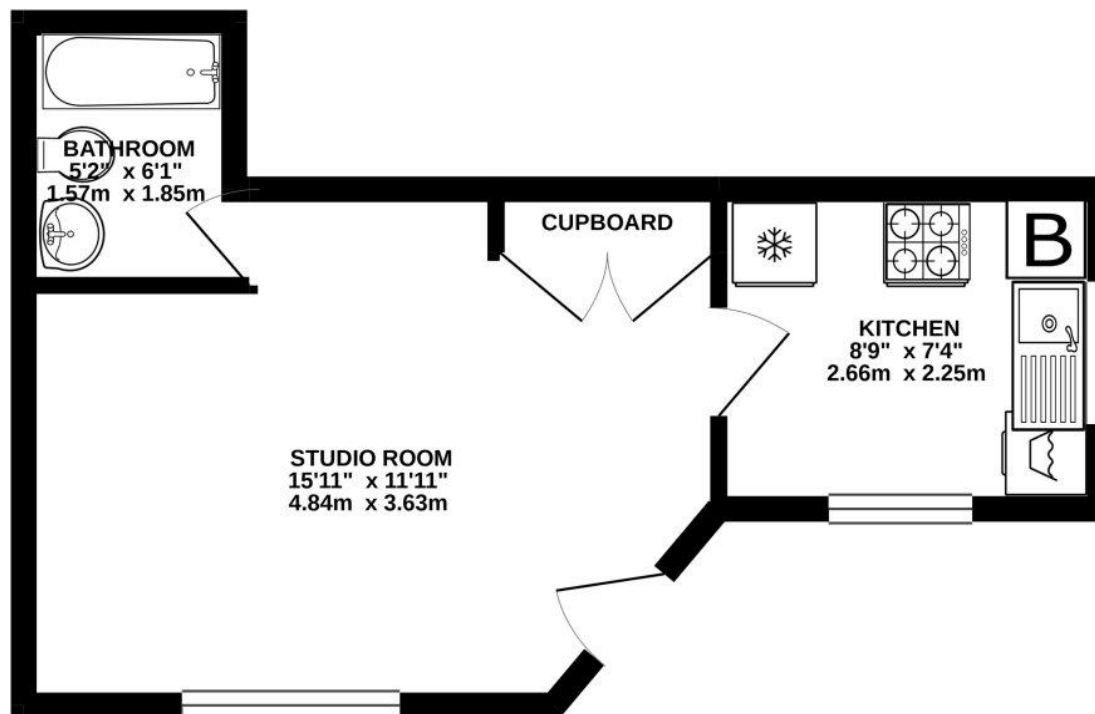 BATHROOM
5'2" x 6'1"
1.57m x 1.85m
CUPBOARD
B
KITCHEN
8'9" x 7'4"
2.66m x 2.25m
STUDIO ROOM
15'11" x 11'11"
4.84m x 3.63m